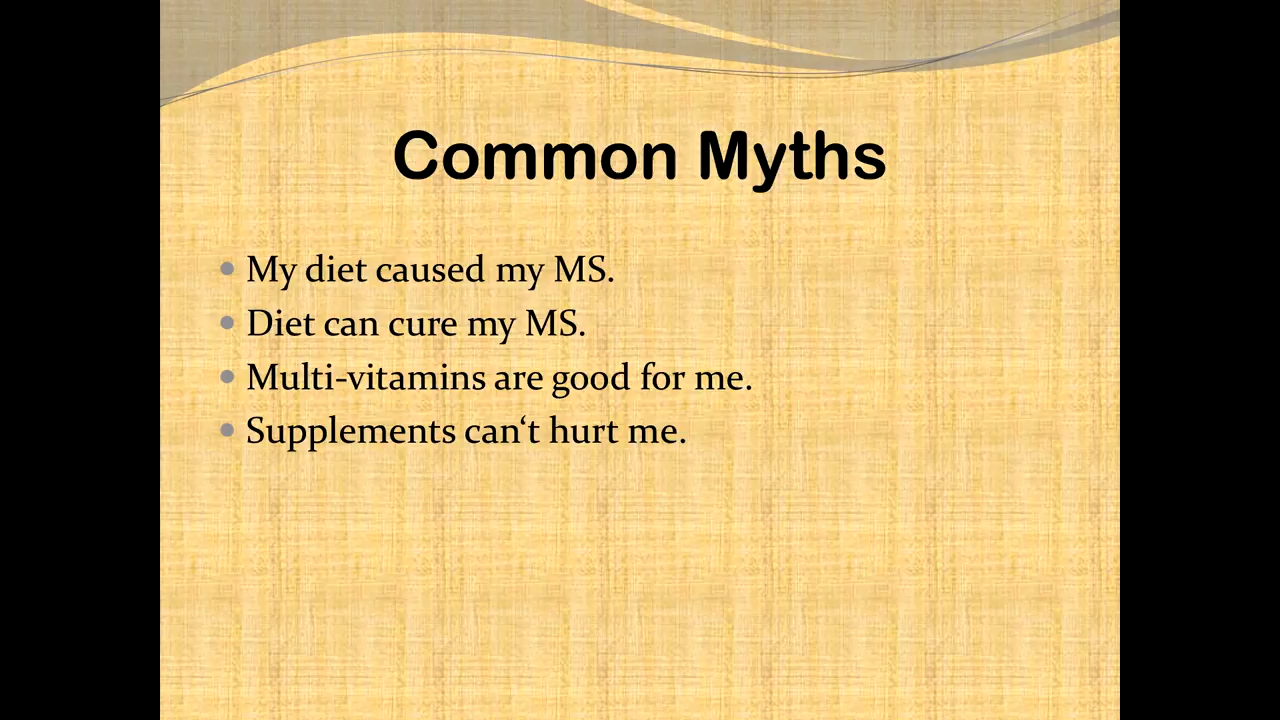 Common Myths
My diet caused my MS.
Diet can cure my MS.
Multi-vitamins are good for me.
Supplements can‘t hurt me.